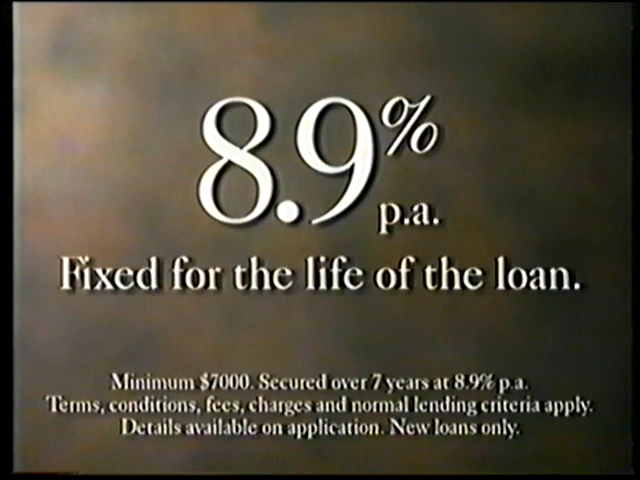 8.9%
p.a.
Fixed for the life of the loan.
Minimum $7000. Secured over 7 years at 8.9% p.a.
Terms, conditions, fees, charges and normal lending criteria apply.
Details available on application. New loans only.